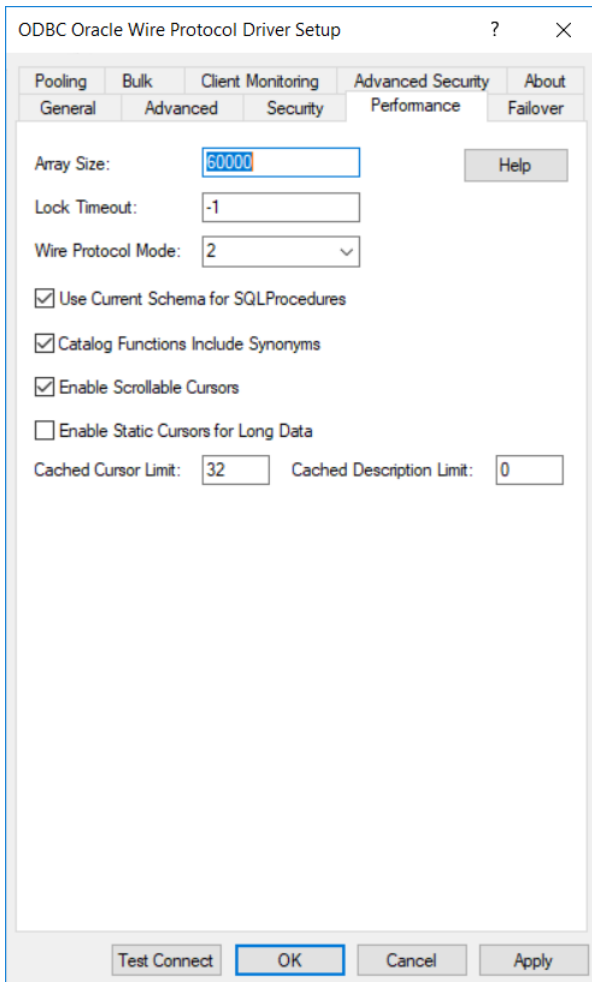 ODBC Oracle Wire Protocol Driver Setup ?
Pooling Bulk Client Monitoring Advanced Security About
General Advanced Security Performance Failover
Array Size: 60000 Help
Lock Timeout: -1
Wire Protocol Mode: 2
Use Current Schema for SQLProcedures
Catalog Functions Include Synonyms
Enable Scrollable Cursors
Enable Static Cursors for Long Data
Cached Cursor Limit: 32 Cached Description Limit: 0
Test Connect OK Cancel Apply